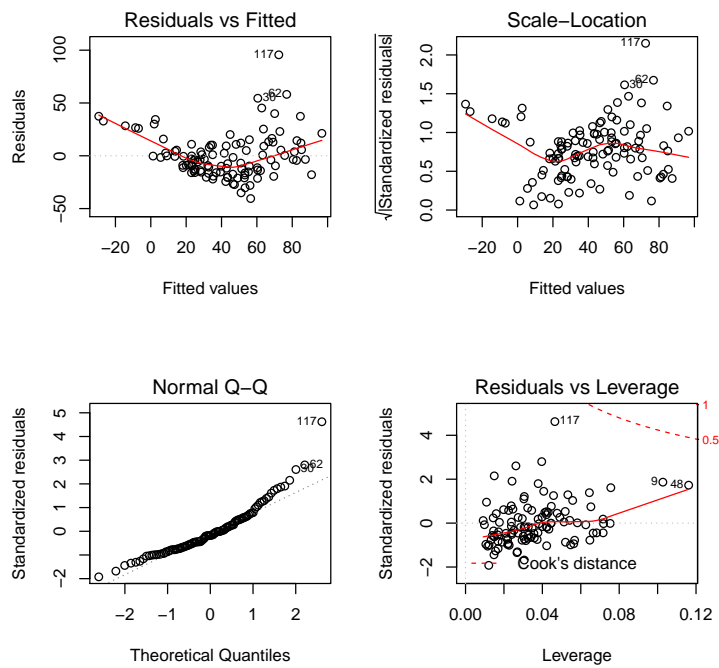 Residuals vs Fitted
Residuals
−50
0
50
100
−20 0 20 40 60 80
Fitted values
117
62
30
Scale−Location
√|Standardized residuals|
0.0
0.5
1.0
1.5
2.0
−20 0 20 40 60 80
Fitted values
117
62
30
Normal Q−Q
Standardized residuals
−2
−1
0
1
2
3
4
5
−2 −1 0 1 2
Theoretical Quantiles
117
62
30
Residuals vs Leverage
Standardized residuals
−2
0
2
4
0.00 0.04 0.08 0.12
Leverage
117
9
48
1
0.5
Cook's distance